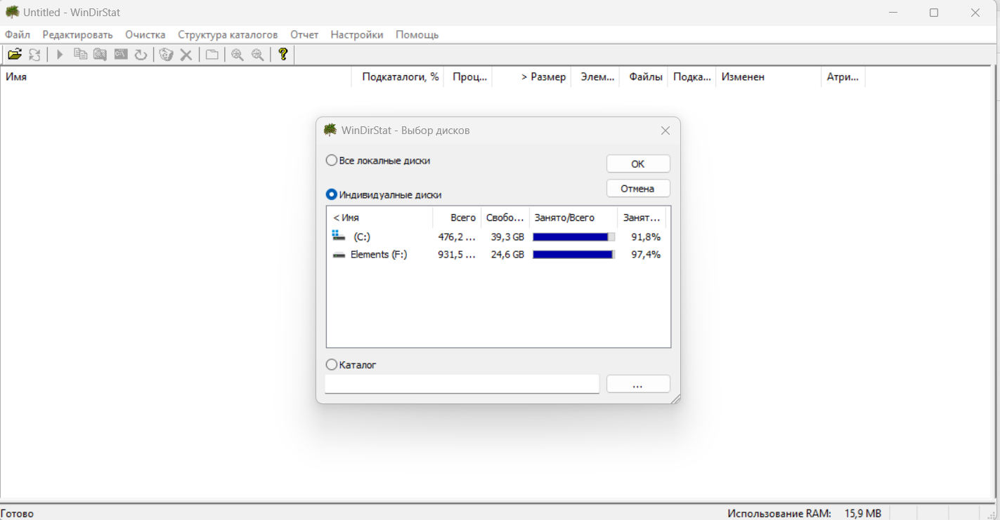 Untitled - WinDirStat
Файл Редактировать Очистка Структура каталогов Отчет Настройки Помощь
Имя Подкаталоги, % Проц... > Размер Элем... Файлы Подка... Изменен Атри...
WinDirStat - Выбор дисков
Все локалные диски
OK
Отмена
Индивидуалные диски
< Имя Всего Свобо... Занято/Всего Занят...
(C:) 476,2 ... 39,3 GB 91,8%
Elements (F:) 931,5 ... 24,6 GB 97,4%
Каталог
...
Готово Использование RAM: 15,9 MB